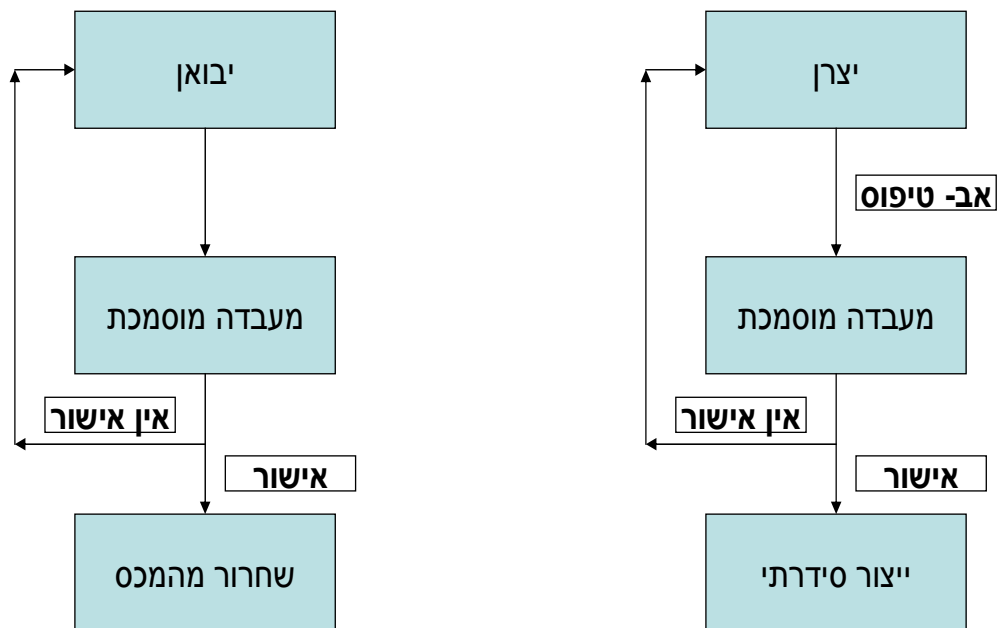 יצרן
אב- טיפוס
מעבדה מוסמכת
אין אישור
אישור
ייצור סידרתי
יבואן
מעבדה מוסמכת
אין אישור
אישור
שחרור מהמכס